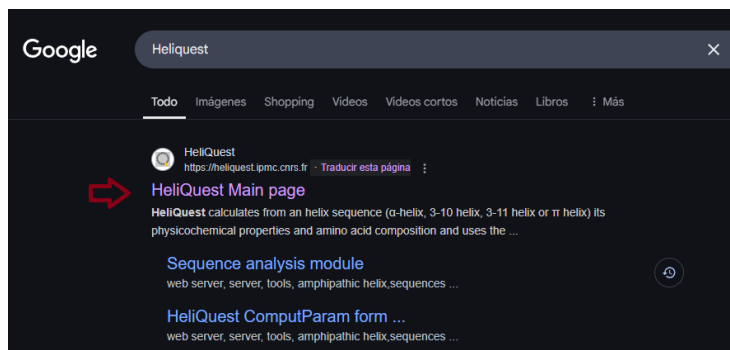 Google
Heliquest
Todo Imágenes Shopping Videos Videos cortos Noticias Libros Más
HeliQuest
https://heliquest.ipmc.cnrs.fr · Traducir esta página
HeliQuest Main page
HeliQuest calculates from an helix sequence (α-helix, 3-10 helix, 3-11 helix or π helix) its
physicochemical properties and amino acid composition and uses the ...
Sequence analysis module
web server, server, tools, amphipathic helix,sequences ...
HeliQuest ComputParam form ...
web server, server, tools, amphipathic helix,sequences ...